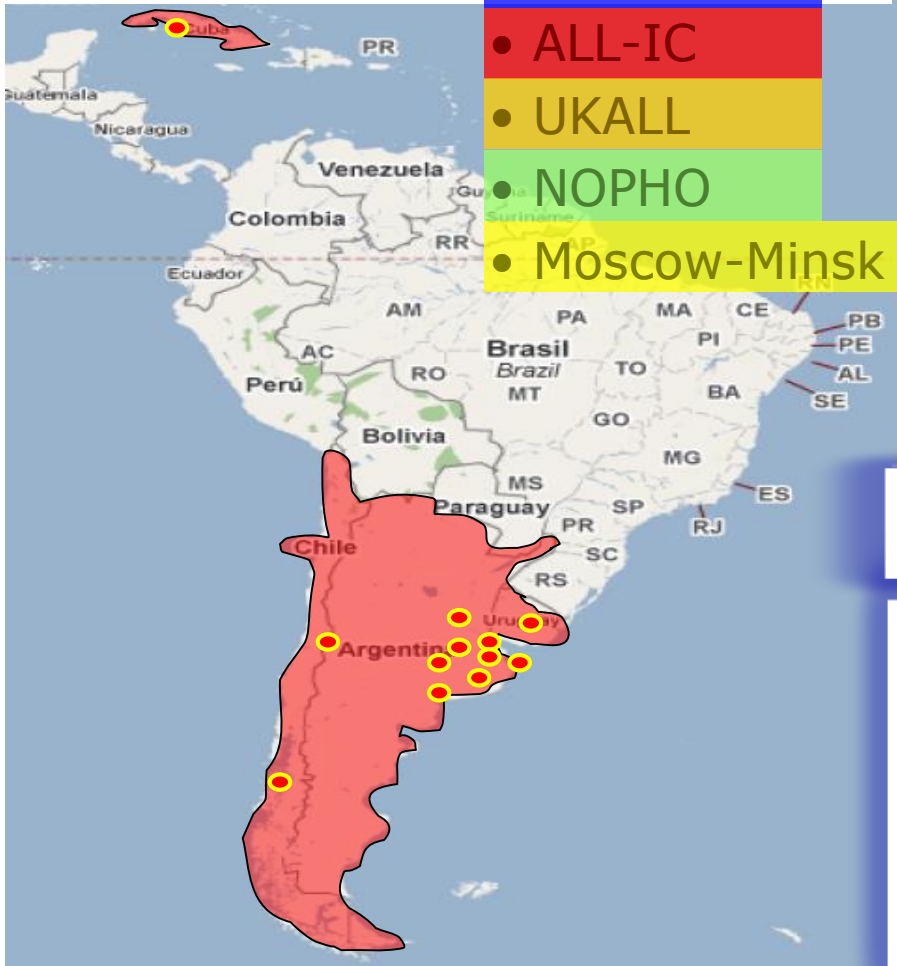 • ALL-IC
• UKALL
• NOPHO
• Moscow-Minsk
Cuba
PR
Guatemala
Nicaragua
Venezuela
Colombia
Suriname
RR
AP
Ecuador
RN
AM
PA
MA
CE
PB
PI
PE
AC
Brasil
Brazil
RO
TO
AL
Perú
MT
BA
SE
GO
Bolivia
MG
MS
ES
Paraguay
SP
PR
RJ
Chile
SC
RS
Uruguay
Argentin